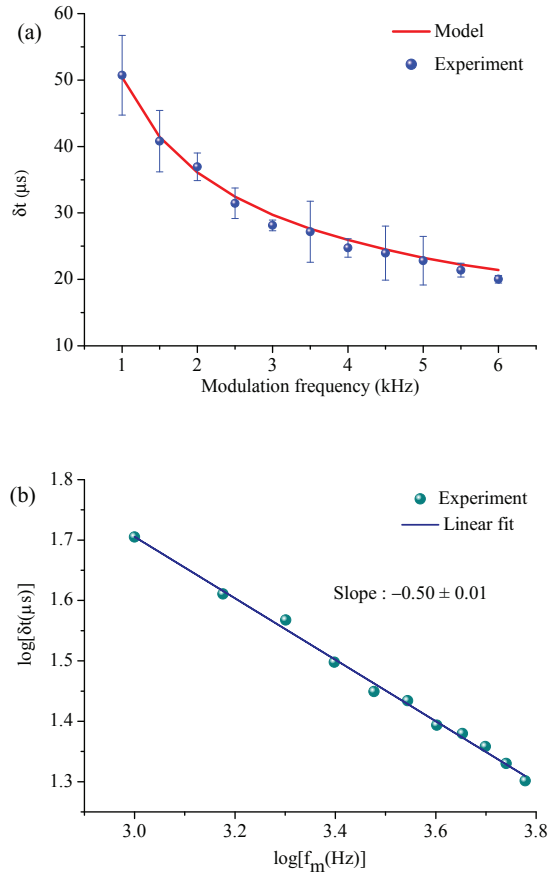 (a)
Model
Experiment
60
50
40
30
20
10
δt (µs)
1 2 3 4 5 6
Modulation frequency (kHz)
(b)
Experiment
Linear fit
Slope : −0.50 ± 0.01
1.8
1.7
1.6
1.5
1.4
1.3
log[δt(µs)]
3.0 3.2 3.4 3.6 3.8
log[f_m(Hz)]